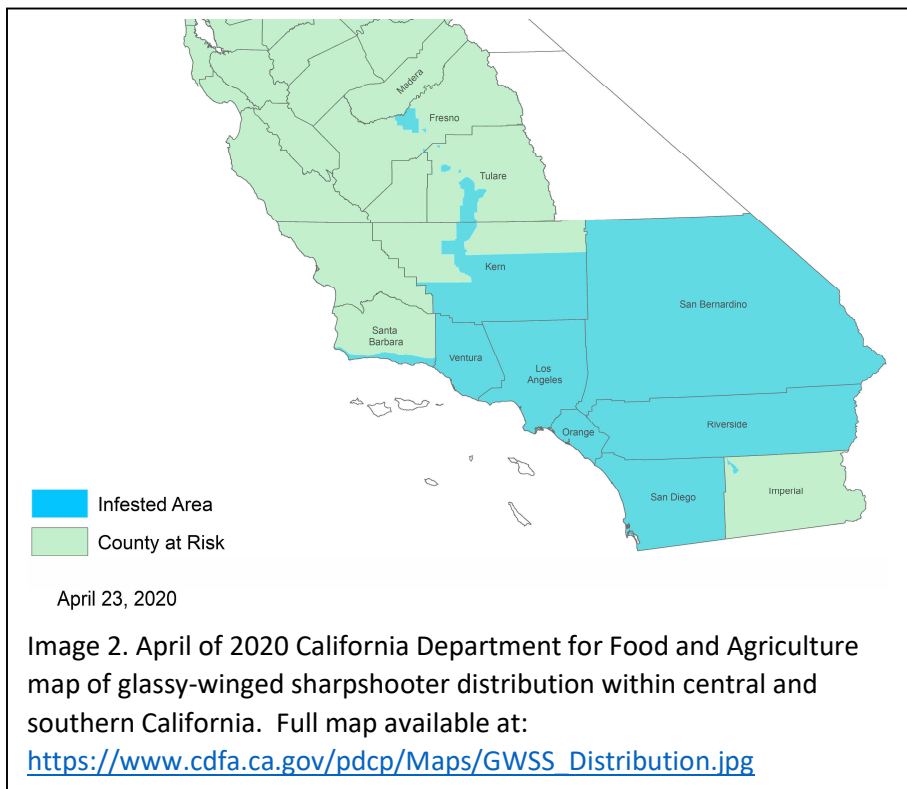 Madera
Fresno
Tulare
Kern
San Bernardino
Santa
Barbara
Ventura
Los
Angeles
Orange
Riverside
San Diego
Imperial
Infested Area
County at Risk
April 23, 2020
Image 2. April of 2020 California Department for Food and Agriculture
map of glassy-winged sharpshooter distribution within central and
southern California.  Full map available at:
https://www.cdfa.ca.gov/pdcp/Maps/GWSS_Distribution.jpg